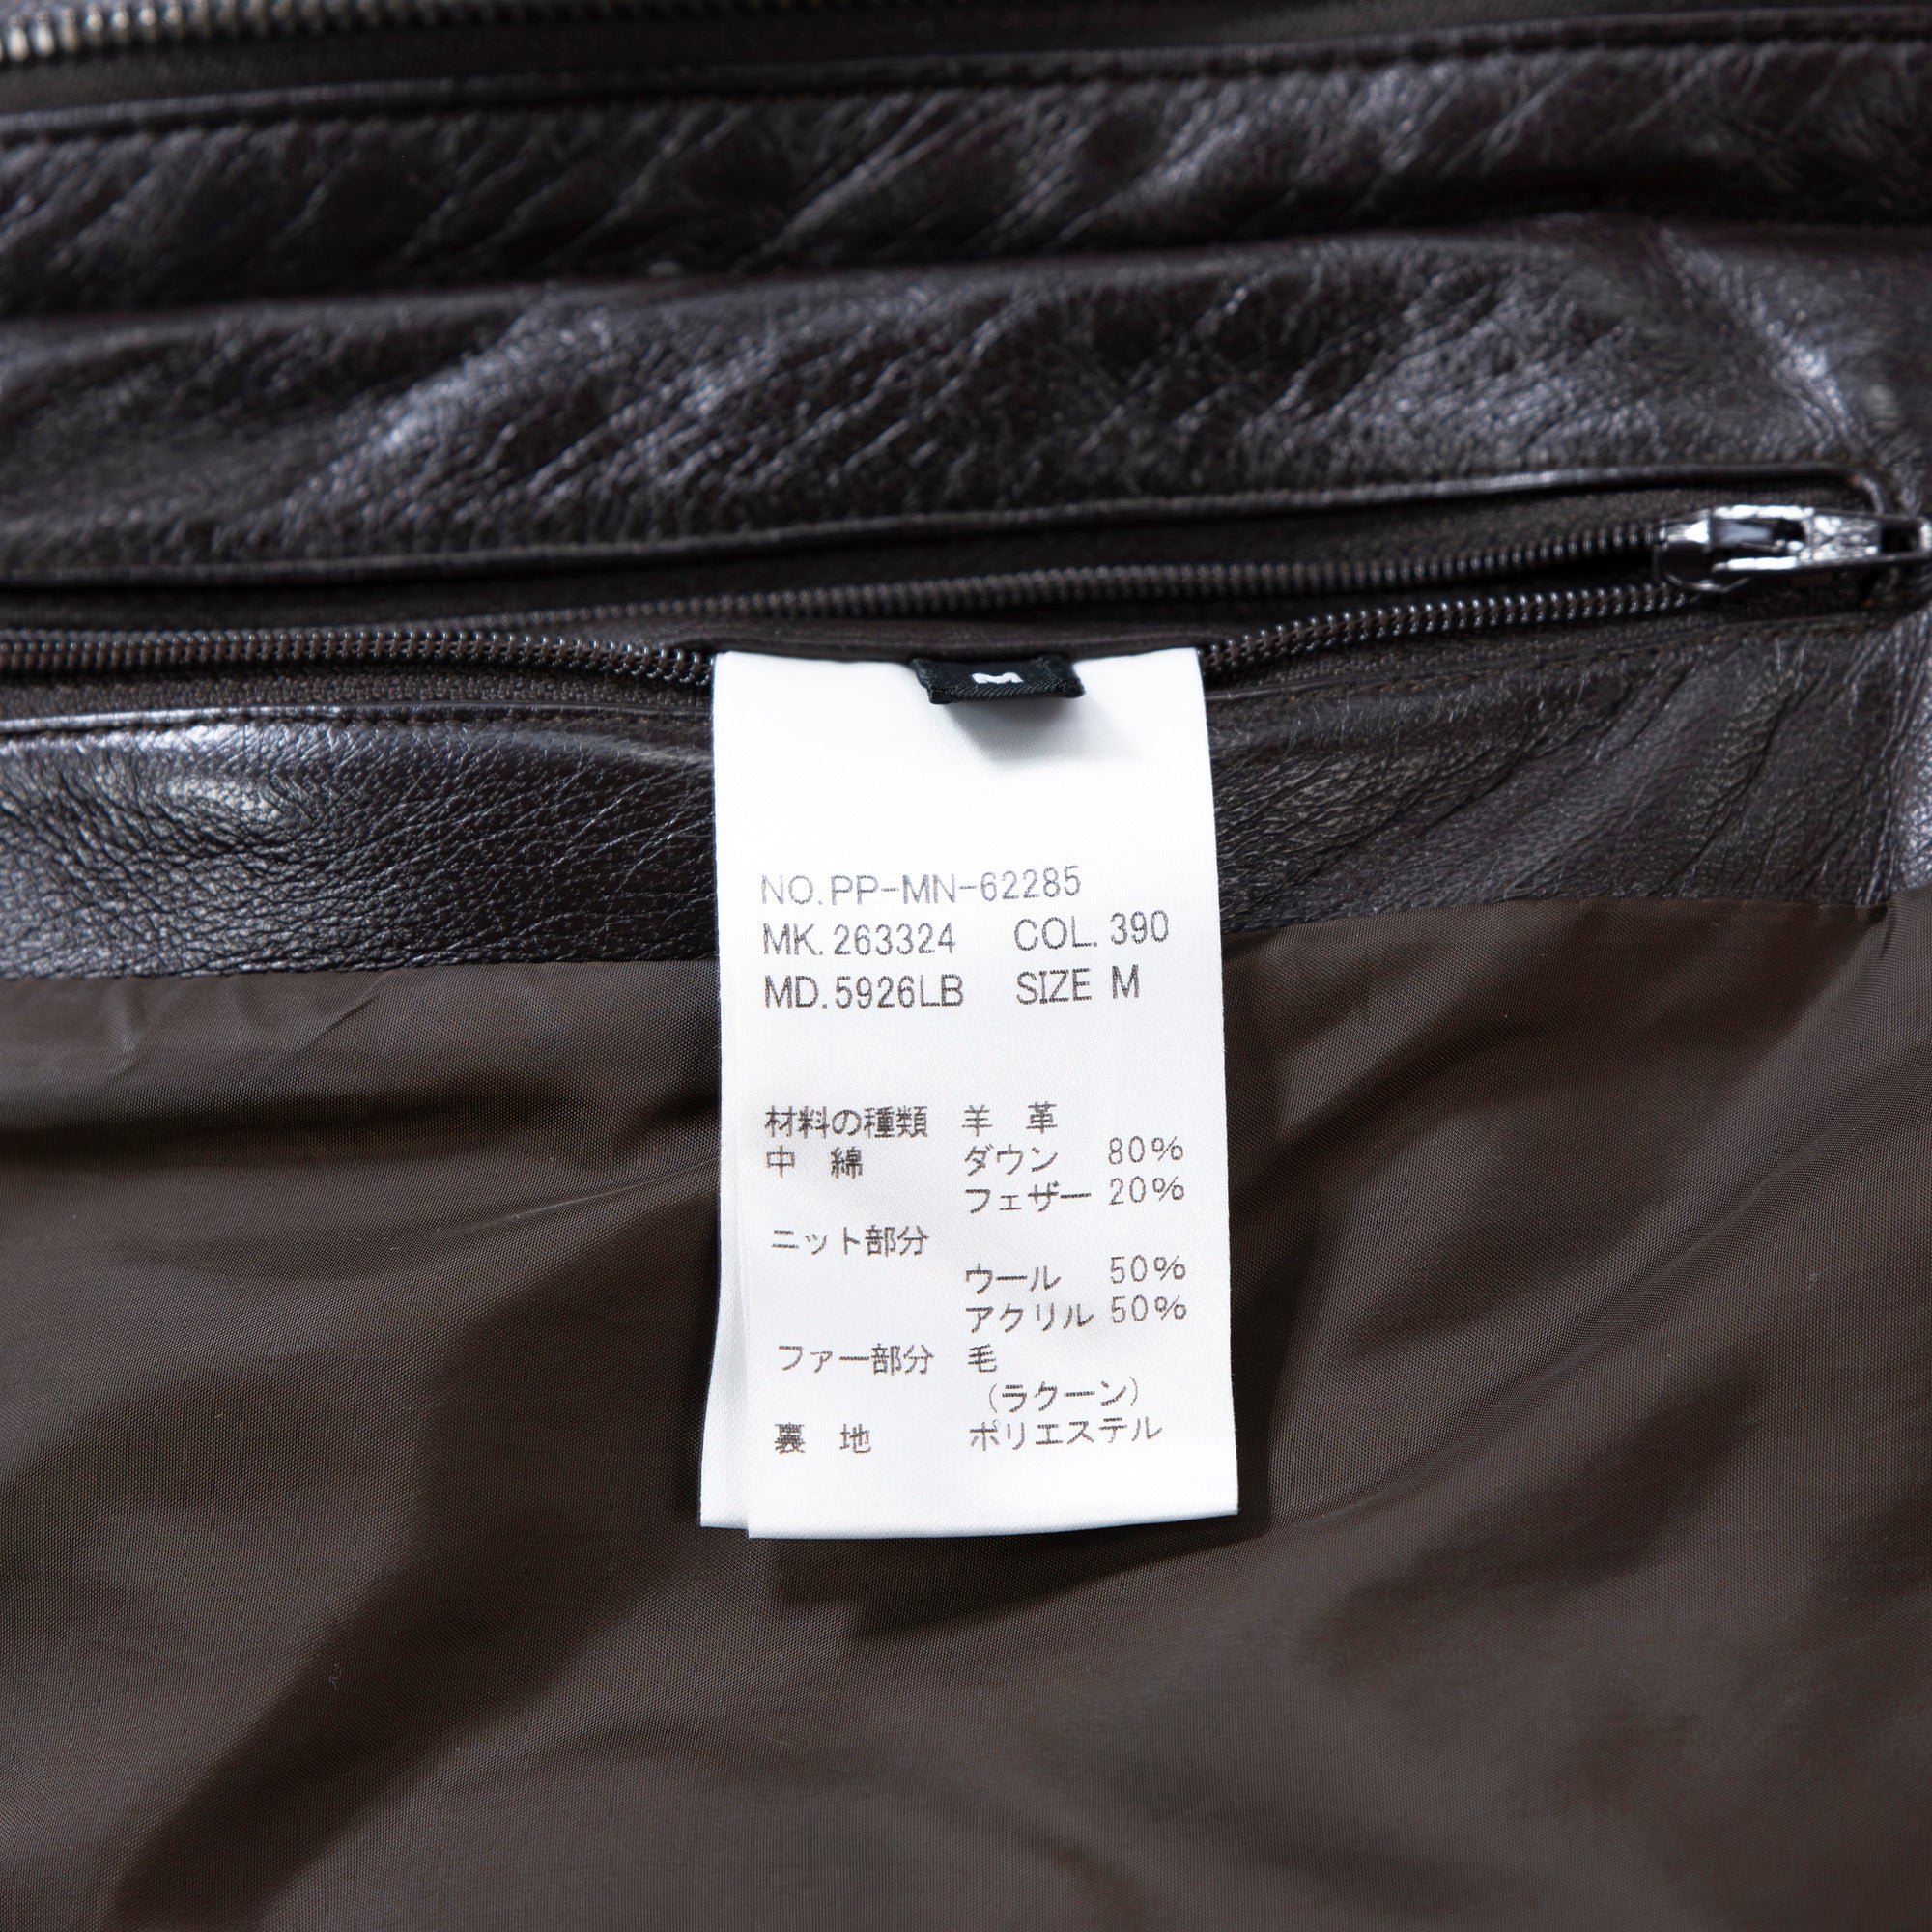 M
NO.PP-MN-62285
MK.263324 COL.390
MD.5926LB SIZE M
材料の種類 羊 革
中 綿 ダウン 80%
フェザー 20%
ニット部分
ウール 50%
アクリル 50%
ファー部分 毛
（ラクーン）
裏 地 ポリエステル